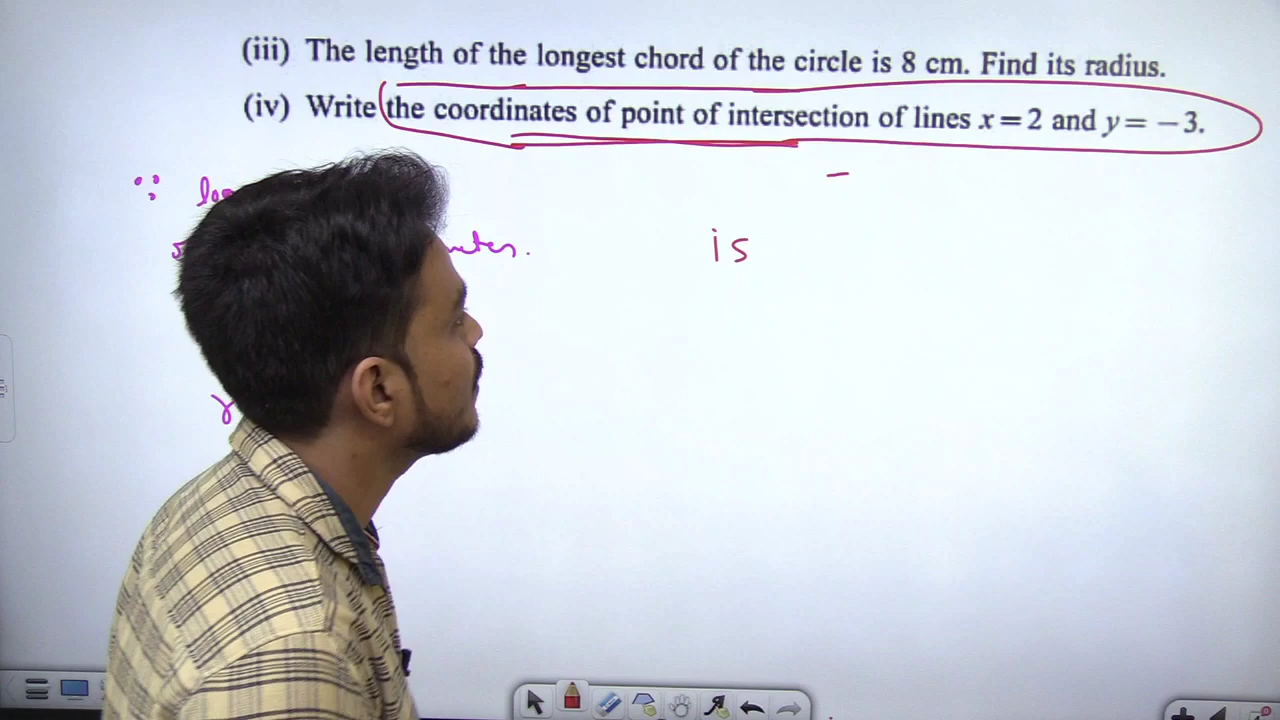 (iii) The length of the longest chord of the circle is 8 cm. Find its radius.
(iv) Write the coordinates of point of intersection of lines x = 2 and y = −3.
∵
is